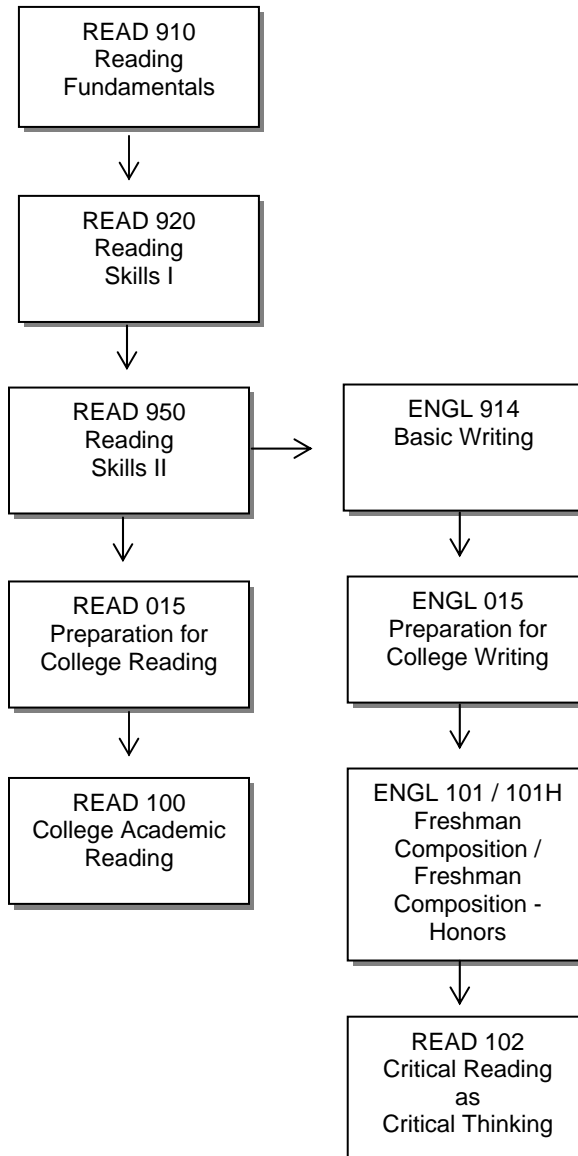 READ 910
Reading
Fundamentals
READ 920
Reading
Skills I
READ 950
Reading
Skills II
ENGL 914
Basic Writing
READ 015
Preparation for
College Reading
ENGL 015
Preparation for
College Writing
READ 100
College Academic
Reading
ENGL 101 / 101H
Freshman
Composition /
Freshman
Composition -
Honors
READ 102
Critical Reading
as
Critical Thinking